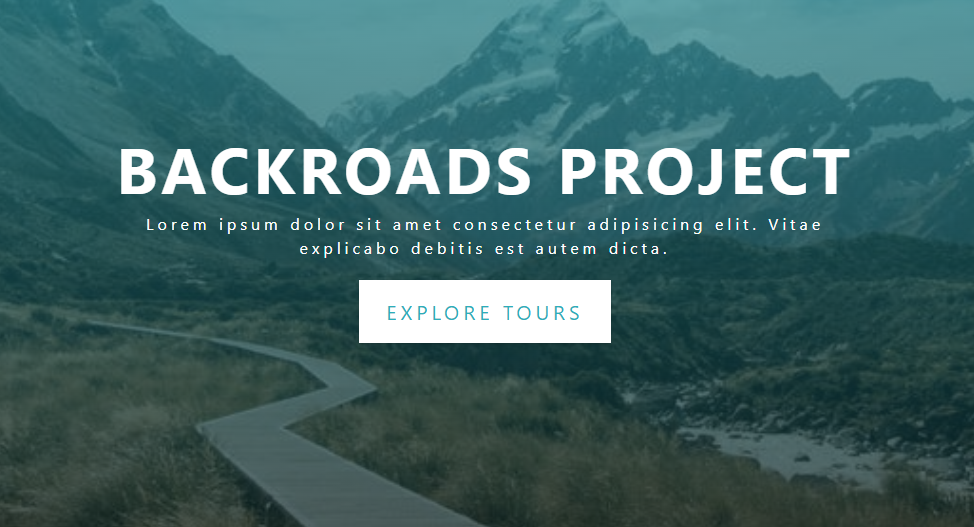 BACKROADS PROJECT
Lorem ipsum dolor sit amet consectetur adipisicing elit. Vitae
explicabo debitis est autem dicta.
EXPLORE TOURS